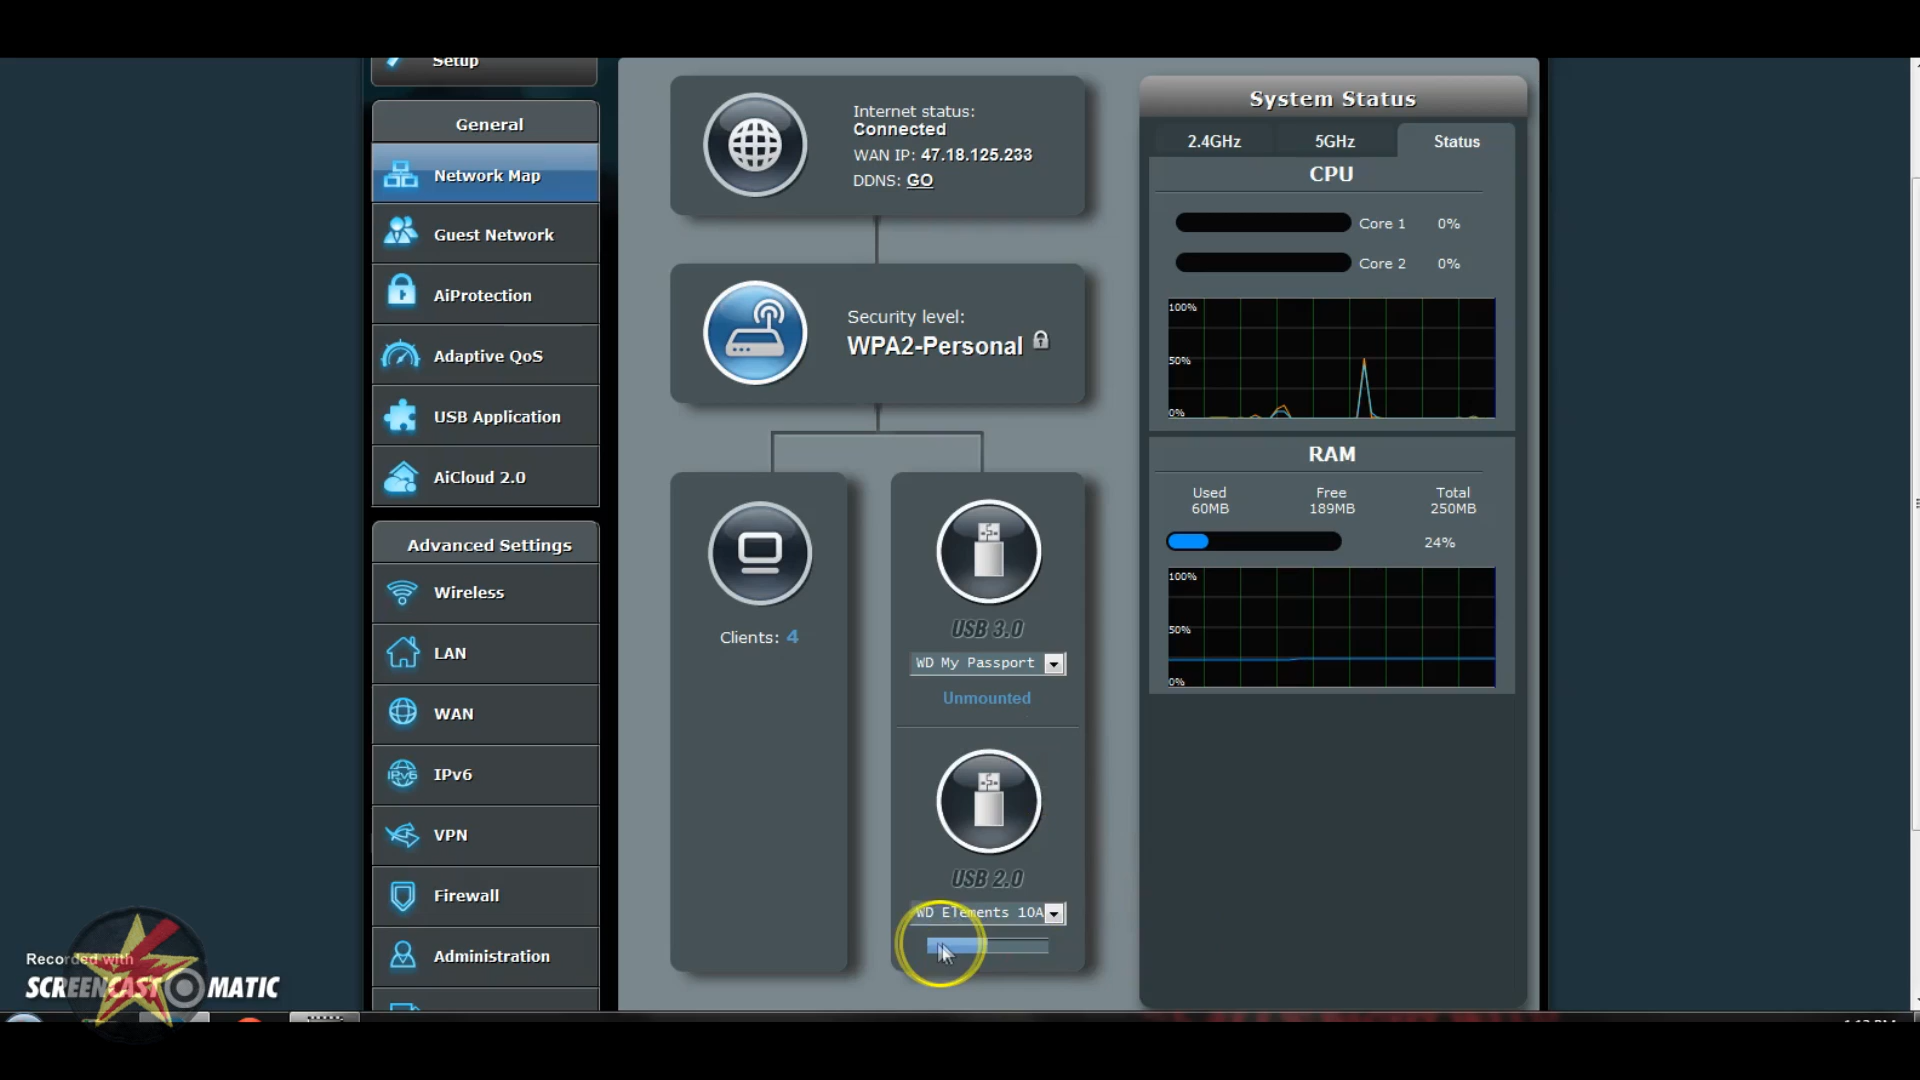 Setup
General
Network Map
Guest Network
AiProtection
Adaptive QoS
USB Application
AiCloud 2.0
Advanced Settings
Wireless
LAN
WAN
IPv6
IPv6
VPN
Firewall
Administration
Internet status:
Connected
WAN IP: 47.18.125.233
DDNS: GO
Security level:
WPA2-Personal
Clients: 4
USB 3.0
WD My Passport
Unmounted
USB 2.0
WD Elements 10A
System Status
2.4GHz 5GHz Status
CPU
Core 1 0%
Core 2 0%
100%
50%
0%
RAM
Used Free Total
60MB 189MB 250MB
24%
100%
50%
0%
Recorded with
SCREENCAST MATIC